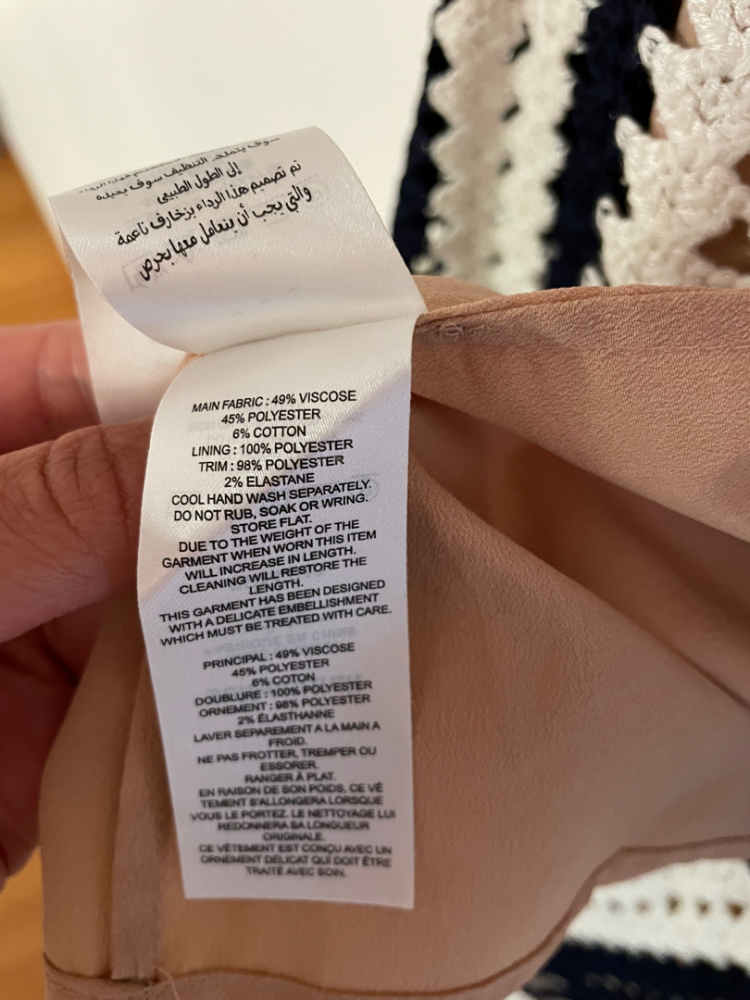 سوف يتملح. التنظيف سوف يعيده
إلى الطول الطبيعي
تم تصميم هذا الرداء بزخارف ناعمة
والتي يجب أن يتعامل معها بحرص
MAIN FABRIC : 49% VISCOSE
45% POLYESTER
6% COTTON
LINING : 100% POLYESTER
TRIM : 98% POLYESTER
2% ELASTANE
COOL HAND WASH SEPARATELY.
DO NOT RUB, SOAK OR WRING.
STORE FLAT.
DUE TO THE WEIGHT OF THE
GARMENT WHEN WORN THIS ITEM
WILL INCREASE IN LENGTH.
CLEANING WILL RESTORE THE
LENGTH.
THIS GARMENT HAS BEEN DESIGNED
WITH A DELICATE EMBELLISHMENT
WHICH MUST BE TREATED WITH CARE.
PRINCIPAL : 49% VISCOSE
45% POLYESTER
6% COTON
DOUBLURE : 100% POLYESTER
ORNEMENT : 98% POLYESTER
2% ÉLASTHANNE
LAVER SEPAREMENT A LA MAIN A
FROID.
NE PAS FROTTER, TREMPER OU
ESSORER.
RANGER À PLAT.
EN RAISON DE SON POIDS, CE VÊ
TEMENT S'ALLONGERA LORSQUE
VOUS LE PORTEZ. LE NETTOYAGE LUI
REDONNERA SA LONGUEUR
ORIGINALE.
CE VÊTEMENT EST CONÇU AVEC UN
ORNEMENT DÉLICAT QUI DOIT ÊTRE
TRAITÉ AVEC SOIN.